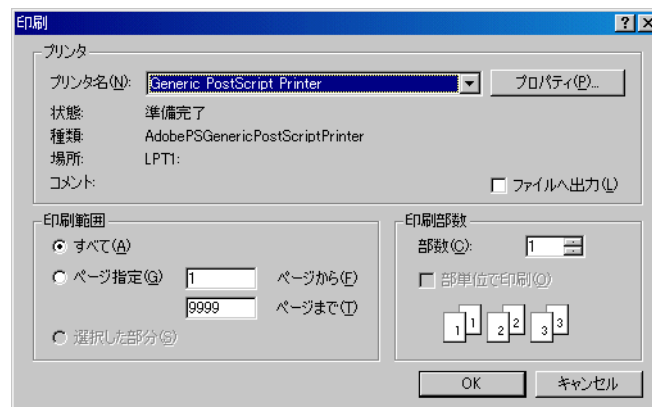 印刷
プリンタ
プリンタ名(N): Generic PostScript Printer プロパティ(P)...
状態: 準備完了
種類: AdobePSGenericPostScriptPrinter
場所: LPT1:
コメント: ファイルへ出力(L)
印刷範囲
すべて(A)
ページ指定(G) 1 ページから(F)
9999 ページまで(T)
選択した部分(S)
印刷部数
部数(C): 1
部単位で印刷(O)
1 1 2 2 3 3
OK キャンセル